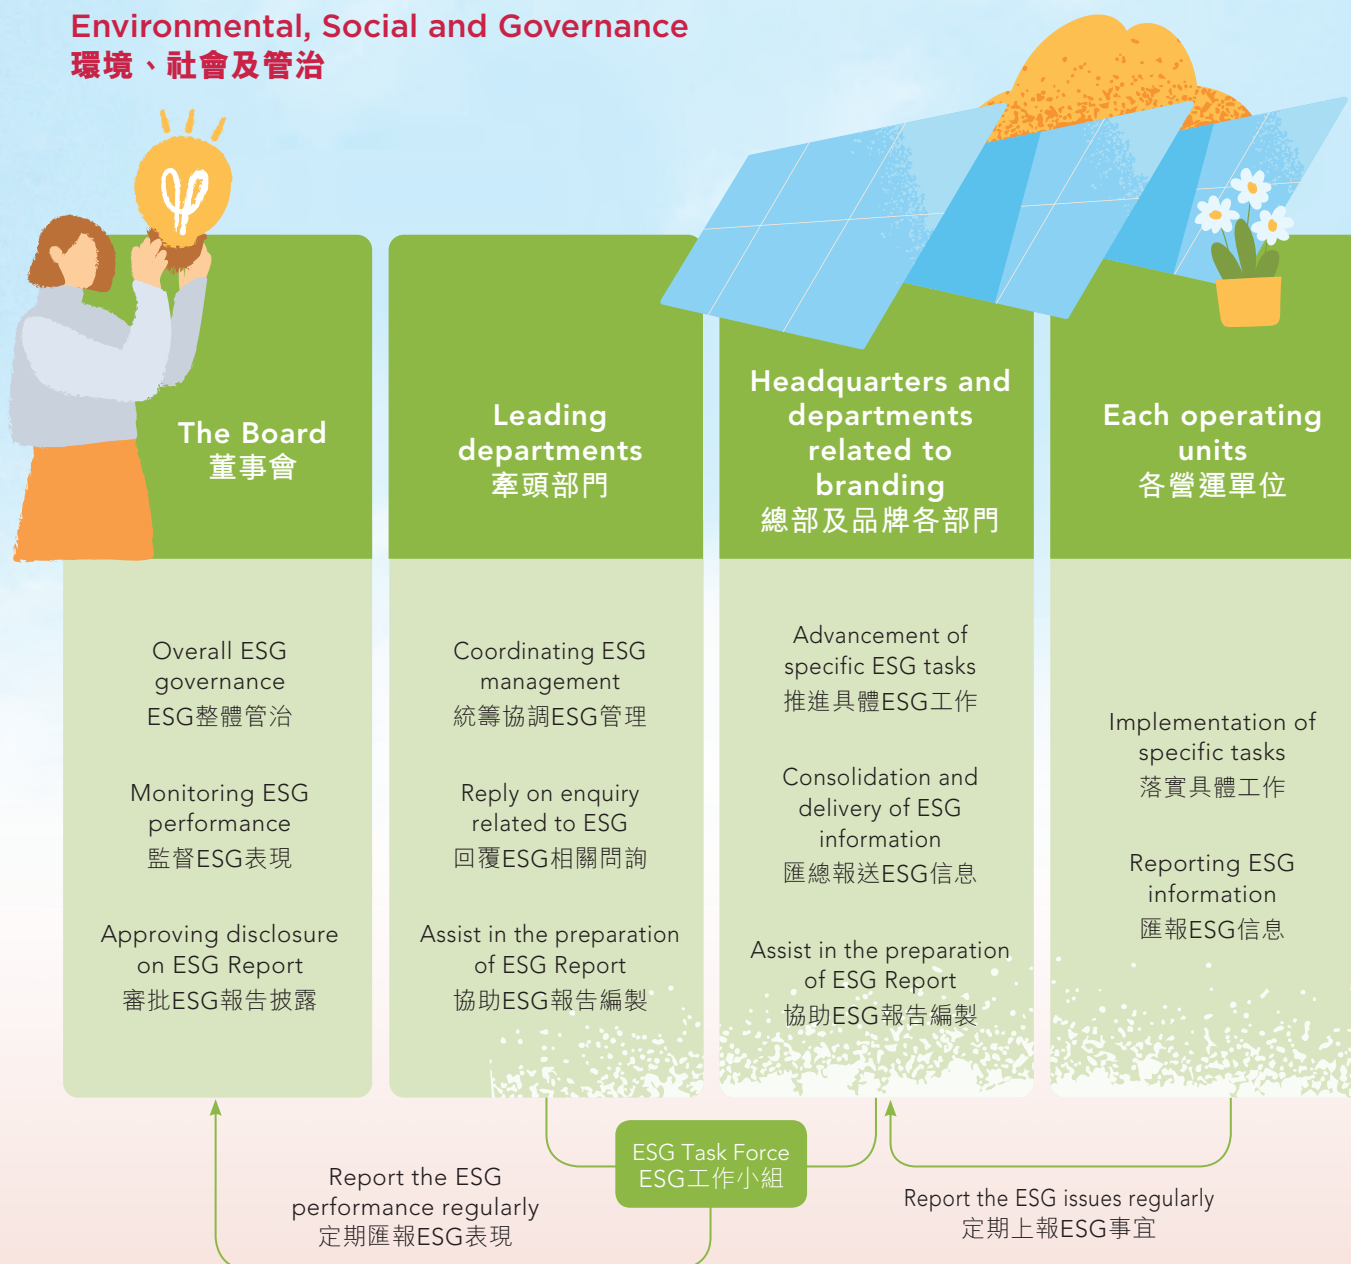 Environmental, Social and Governance
環境、社會及管治
The Board
董事會
Overall ESG
governance
ESG整體管治
Monitoring ESG
performance
監督ESG表現
Approving disclosure
on ESG Report
審批ESG報告披露
Leading
departments
牽頭部門
Coordinating ESG
management
統籌協調ESG管理
Reply on enquiry
related to ESG
回覆ESG相關問詢
Assist in the preparation
of ESG Report
協助ESG報告編製
Headquarters and
departments
related to
branding
總部及品牌各部門
Advancement of
specific ESG tasks
推進具體ESG工作
Consolidation and
delivery of ESG
information
匯總報送ESG信息
Assist in the preparation
of ESG Report
協助ESG報告編製
Each operating
units
各營運單位
Implementation of
specific tasks
落實具體工作
Reporting ESG
information
匯報ESG信息
Report the ESG
performance regularly
定期匯報ESG表現
ESG Task Force
ESG工作小組
Report the ESG issues regularly
定期上報ESG事宜